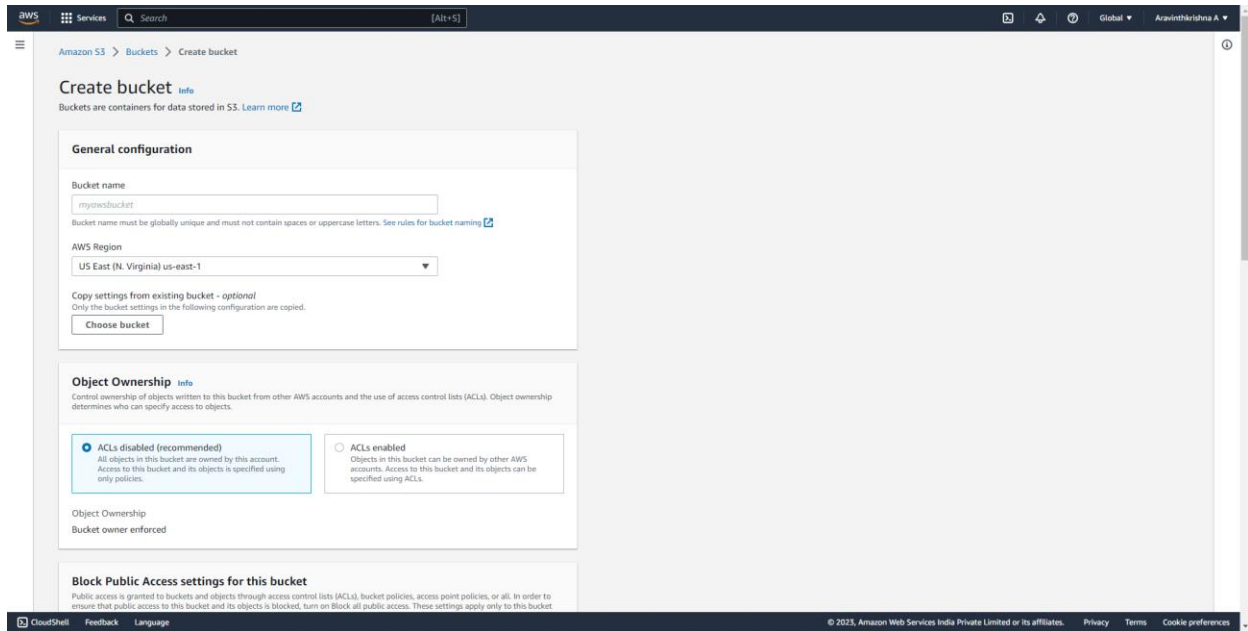 aws
Services
Search
[Alt+S]
Global ▼
Aravinthkrishna A ▼
Amazon S3 > Buckets > Create bucket
Create bucket Info
Buckets are containers for data stored in S3. Learn more
General configuration
Bucket name
myawsbucket
Bucket name must be globally unique and must not contain spaces or uppercase letters. See rules for bucket naming
AWS Region
US East (N. Virginia) us-east-1
Copy settings from existing bucket - optional
Only the bucket settings in the following configuration are copied.
Choose bucket
Object Ownership Info
Control ownership of objects written to this bucket from other AWS accounts and the use of access control lists (ACLs). Object ownership
determines who can specify access to objects.
ACLs disabled (recommended)
All objects in this bucket are owned by this account.
Access to this bucket and its objects is specified using
only policies.
ACLs enabled
Objects in this bucket can be owned by other AWS
accounts. Access to this bucket and its objects can be
specified using ACLs.
Object Ownership
Bucket owner enforced
Block Public Access settings for this bucket
Public access is granted to buckets and objects through access control lists (ACLs), bucket policies, access point policies, or all. In order to
ensure that public access to this bucket and its objects is blocked, turn on Block all public access. These settings apply only to this bucket
CloudShell
Feedback
Language
© 2023, Amazon Web Services India Private Limited or its affiliates.
Privacy
Terms
Cookie preferences